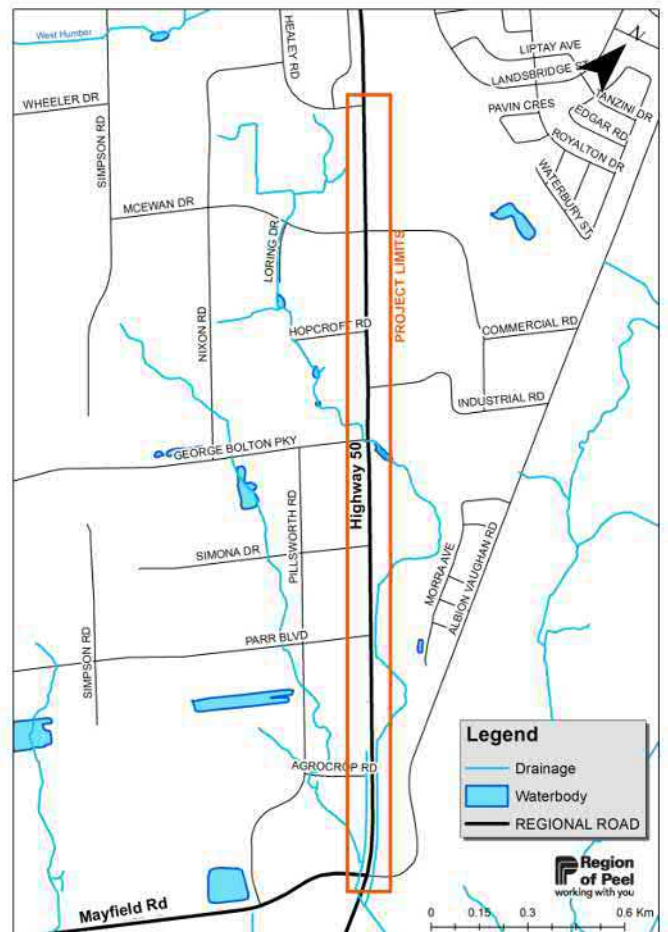 West Humber
HEALEY RD
LIPTAY AVE
LANDSBRIDGE ST
N
WHEELER DR
SIMPSON RD
PAVIN CRES
TANZINI DR
EDGAR RD
ROYALTON DR
WATERBURY ST
MCEWAN DR
LORING DR
PROJECT LIMITS
NIXON RD
HOPCROFT RD
COMMERCIAL RD
INDUSTRIAL RD
GEORGE BOLTON PKY
Highway 50
PILLSWORTH RD
SIMONA DR
MORRA AVE
ALBION VAUGHAN RD
PARR BLVD
SIMPSON RD
AGROCROP RD
Mayfield Rd
Legend
Drainage
Waterbody
REGIONAL ROAD
Region
of Peel
working with you
0 0.15 0.3 0.6 Km